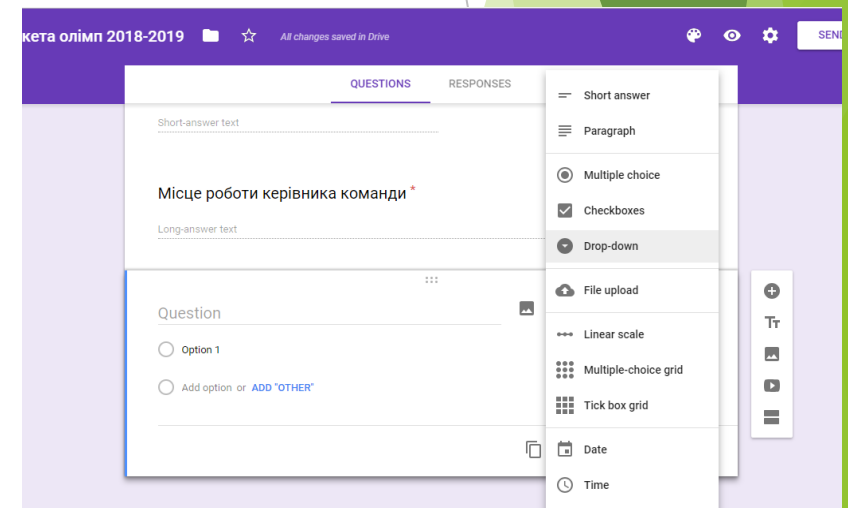 кета олімп 2018-2019
All changes saved in Drive
SEND
QUESTIONS
RESPONSES
Short-answer text
Місце роботи керівника команди *
Long-answer text
Question
Option 1
Add option or ADD "OTHER"
Short answer
Paragraph
Multiple choice
Checkboxes
Drop-down
File upload
Linear scale
Multiple-choice grid
Tick box grid
Date
Time
Tт